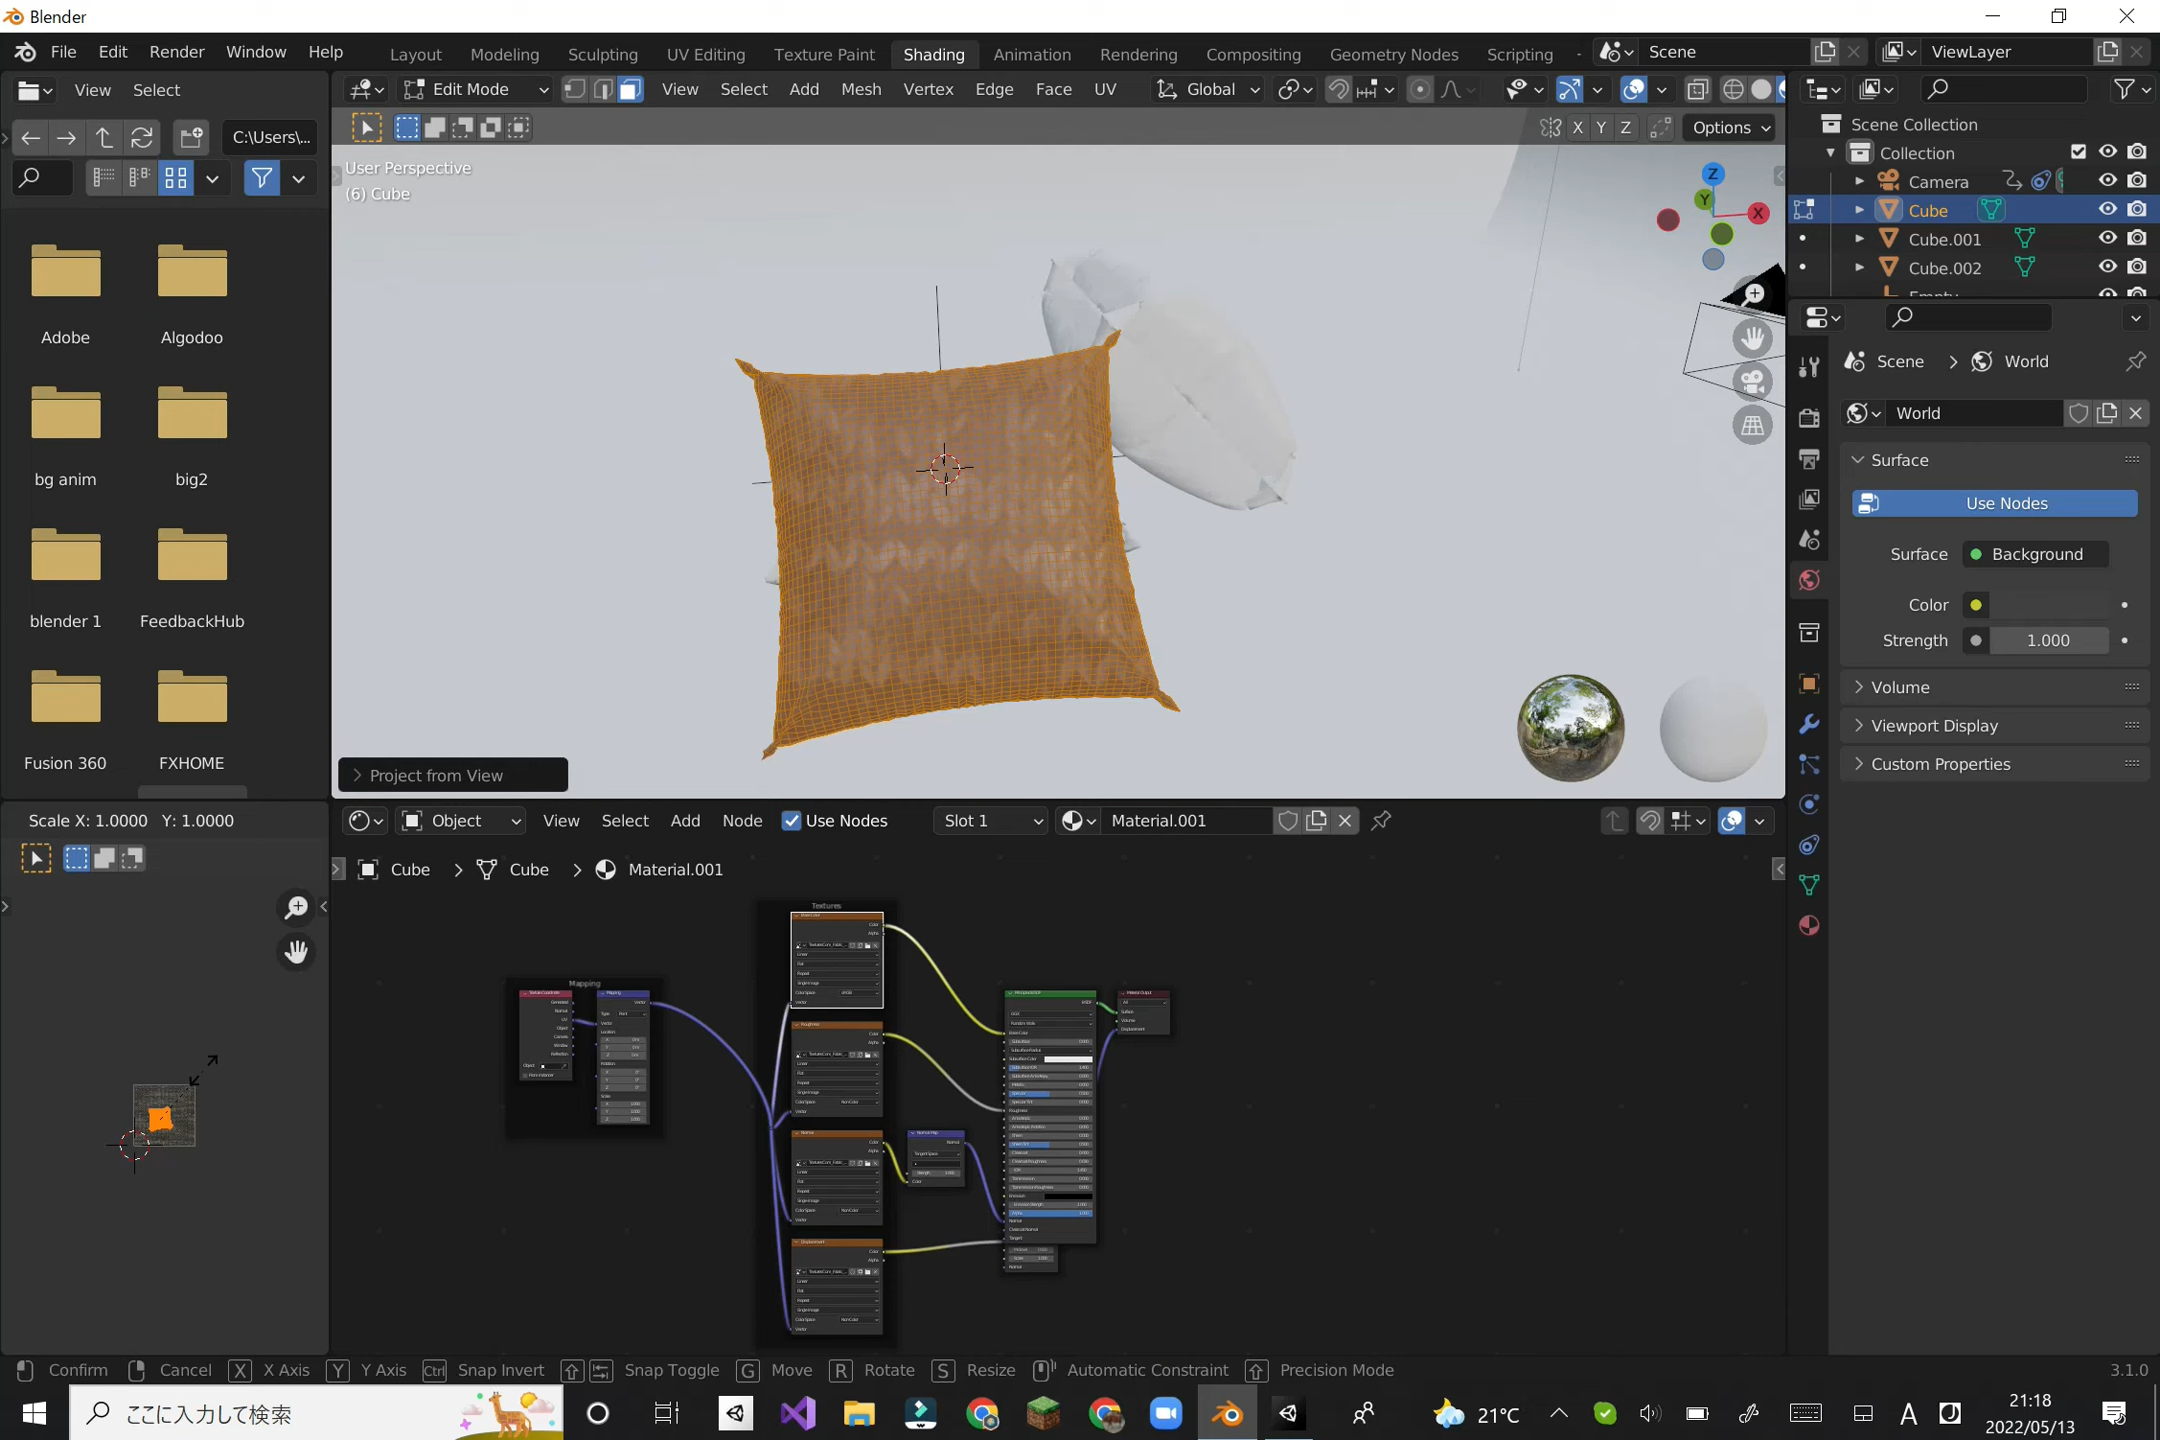 Blender
File Edit Render Window Help
Layout Modeling Sculpting UV Editing Texture Paint Shading Animation Rendering Compositing Geometry Nodes Scripting
Scene
ViewLayer
View Select
Edit Mode
View Select Add Mesh Vertex Edge Face UV
Global
C:\Users\...
X Y Z Options
User Perspective
(6) Cube
Z
Y
X
Scene Collection
Collection
Camera
Cube
Cube.001
Cube.002
Adobe
Algodoo
bg anim
big2
blender 1
FeedbackHub
Fusion 360
FXHOME
Scene World
World
Surface
Use Nodes
Surface Background
Color
Strength 1.000
Volume
Viewport Display
Custom Properties
Project from View
Scale X: 1.0000 Y: 1.0000
Object View Select Add Node Use Nodes Slot 1 Material.001
Cube Cube Material.001
Textures
Mapping
Confirm Cancel X X Axis Y Y Axis Ctrl Snap Invert Snap Toggle G Move R Rotate S Resize Automatic Constraint Precision Mode 3.1.0
ここに入力して検索
21°C
A
21:18
2022/05/13